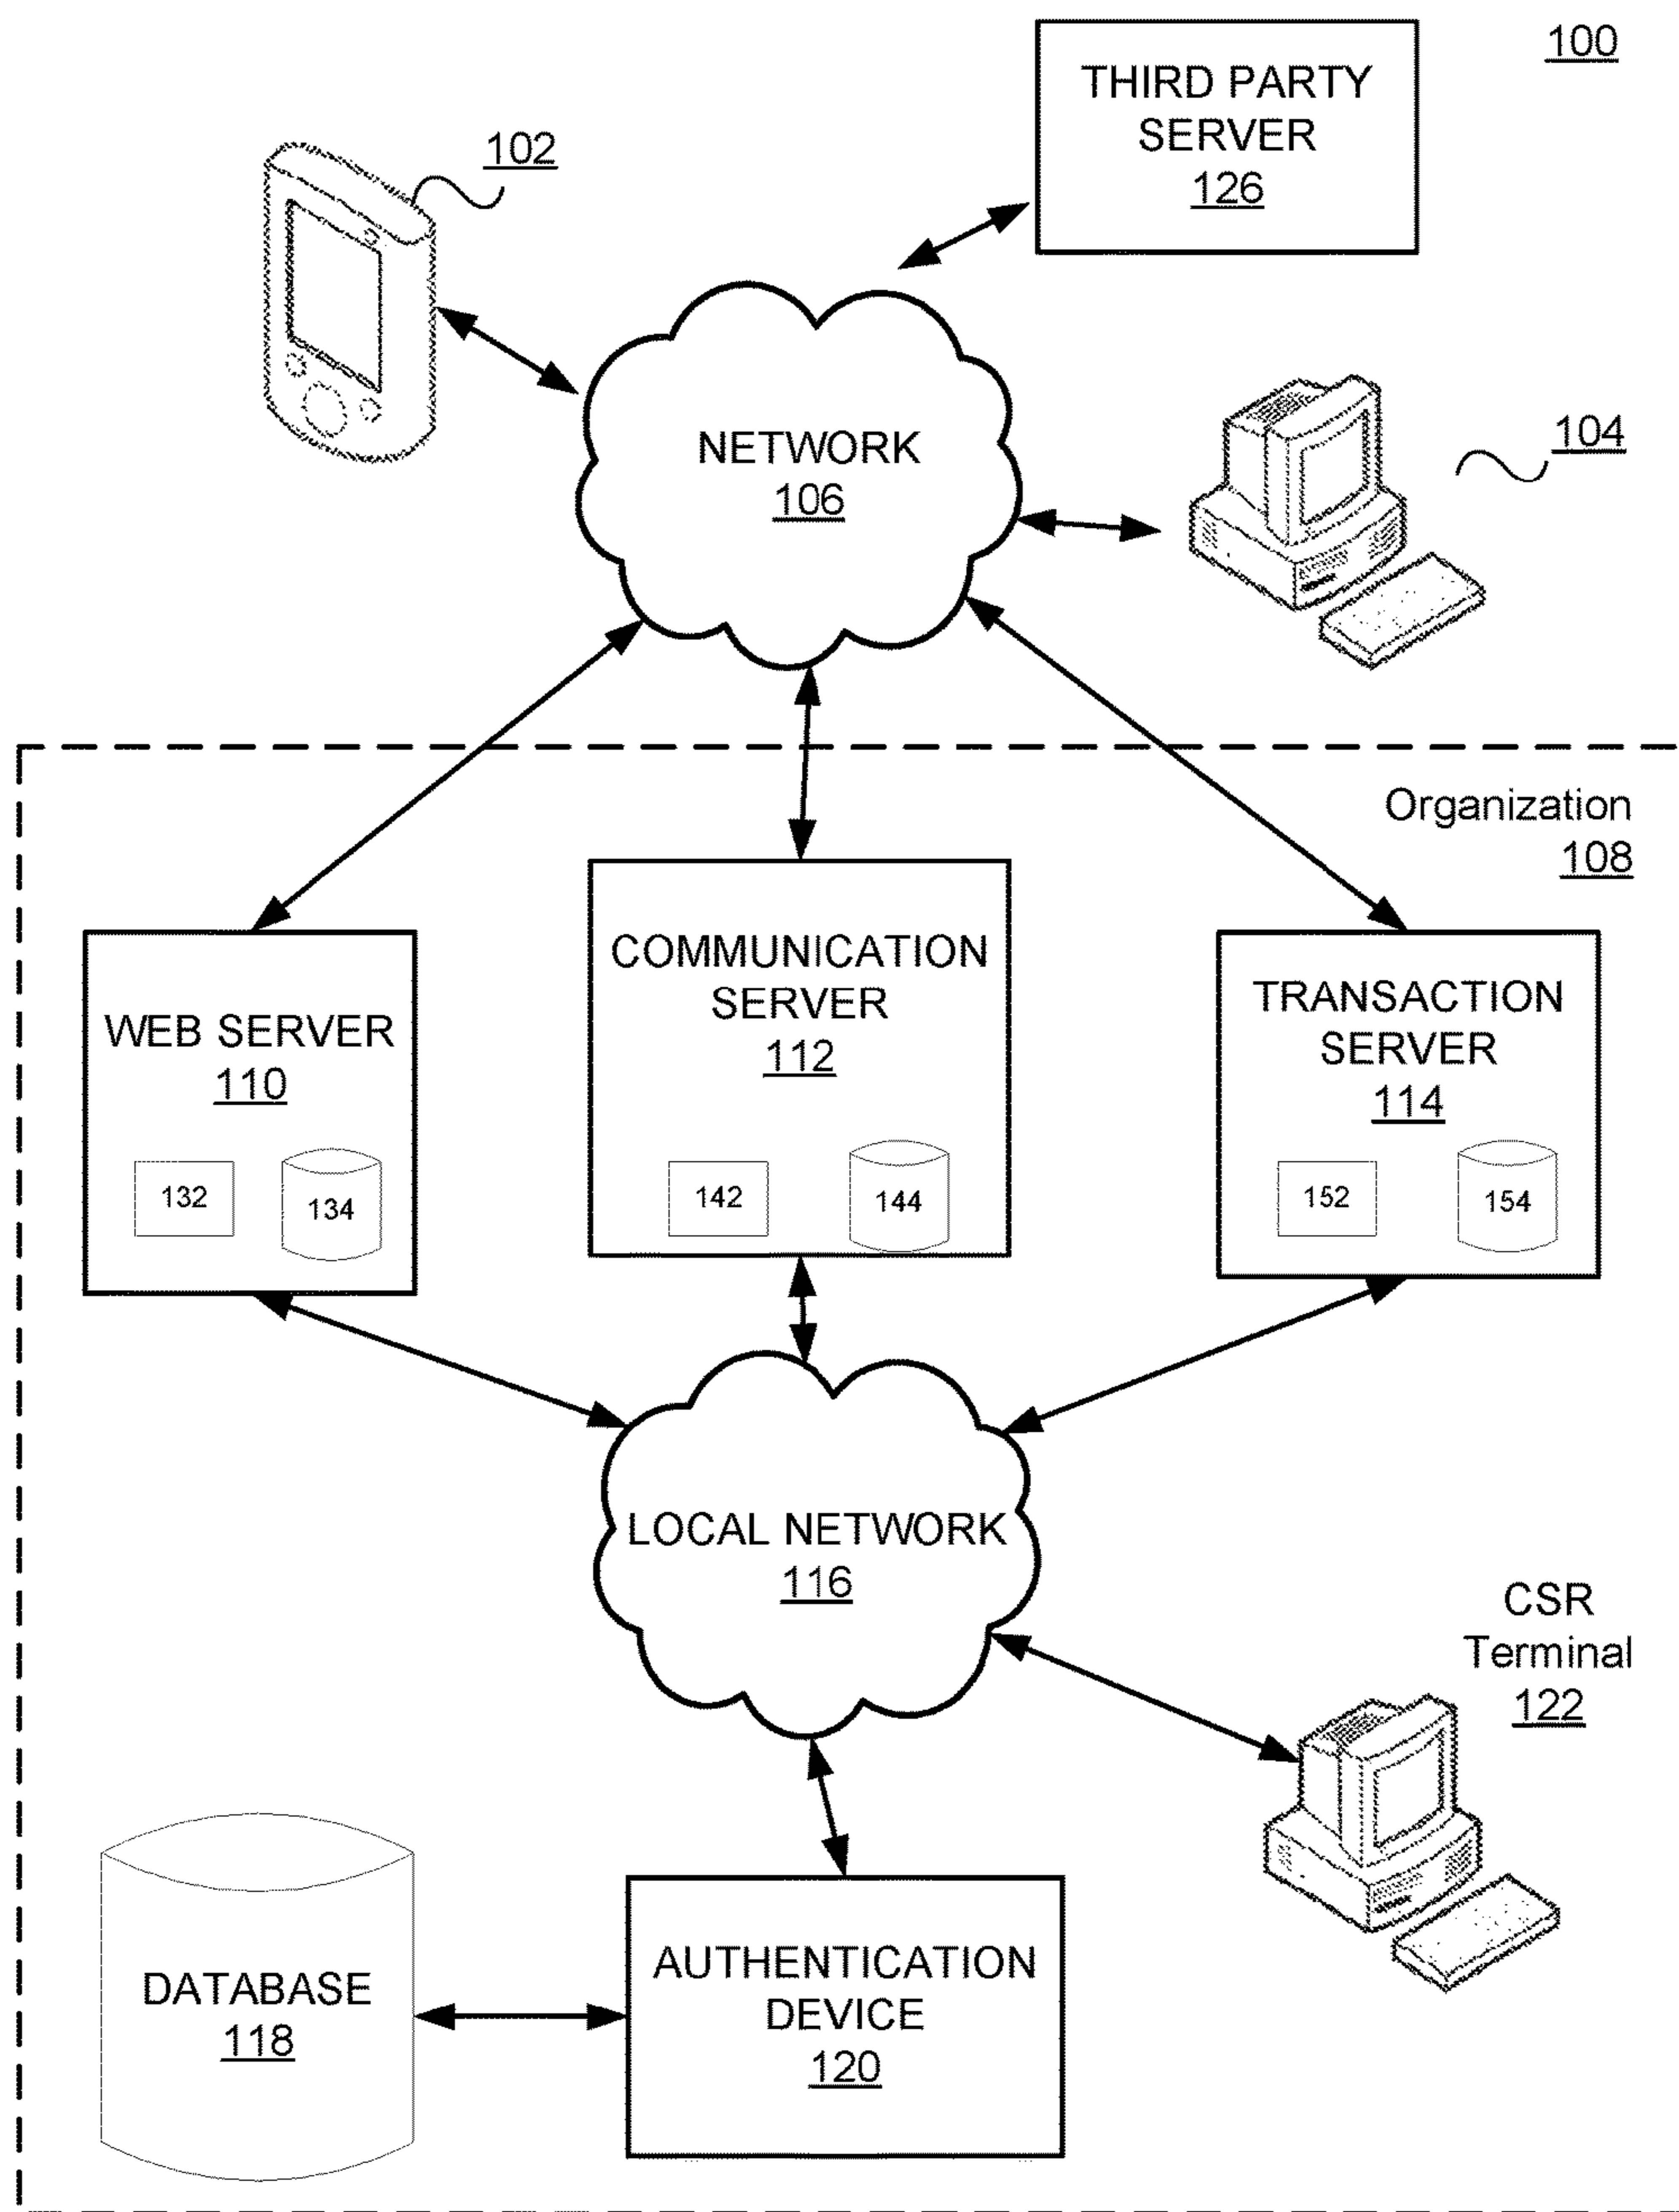 100
THIRD PARTY
SERVER
126
102
104
NETWORK
106
Organization
108
WEB SERVER
110
132
134
COMMUNICATION
SERVER
112
142
144
TRANSACTION
SERVER
114
152
154
LOCAL NETWORK
116
CSR
Terminal
122
DATABASE
118
AUTHENTICATION
DEVICE
120